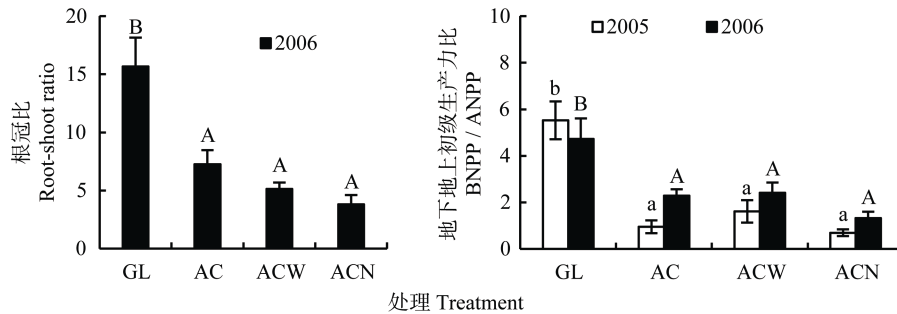 根冠比
Root-shoot ratio
20
15
10
5
0
2006
B
A
A
A
GL
AC
ACW
ACN
地下地上初级生产力比
BNPP / ANPP
10
8
6
4
2
0
2005
2006
b
B
a
A
a
A
a
A
GL
AC
ACW
ACN
处理 Treatment